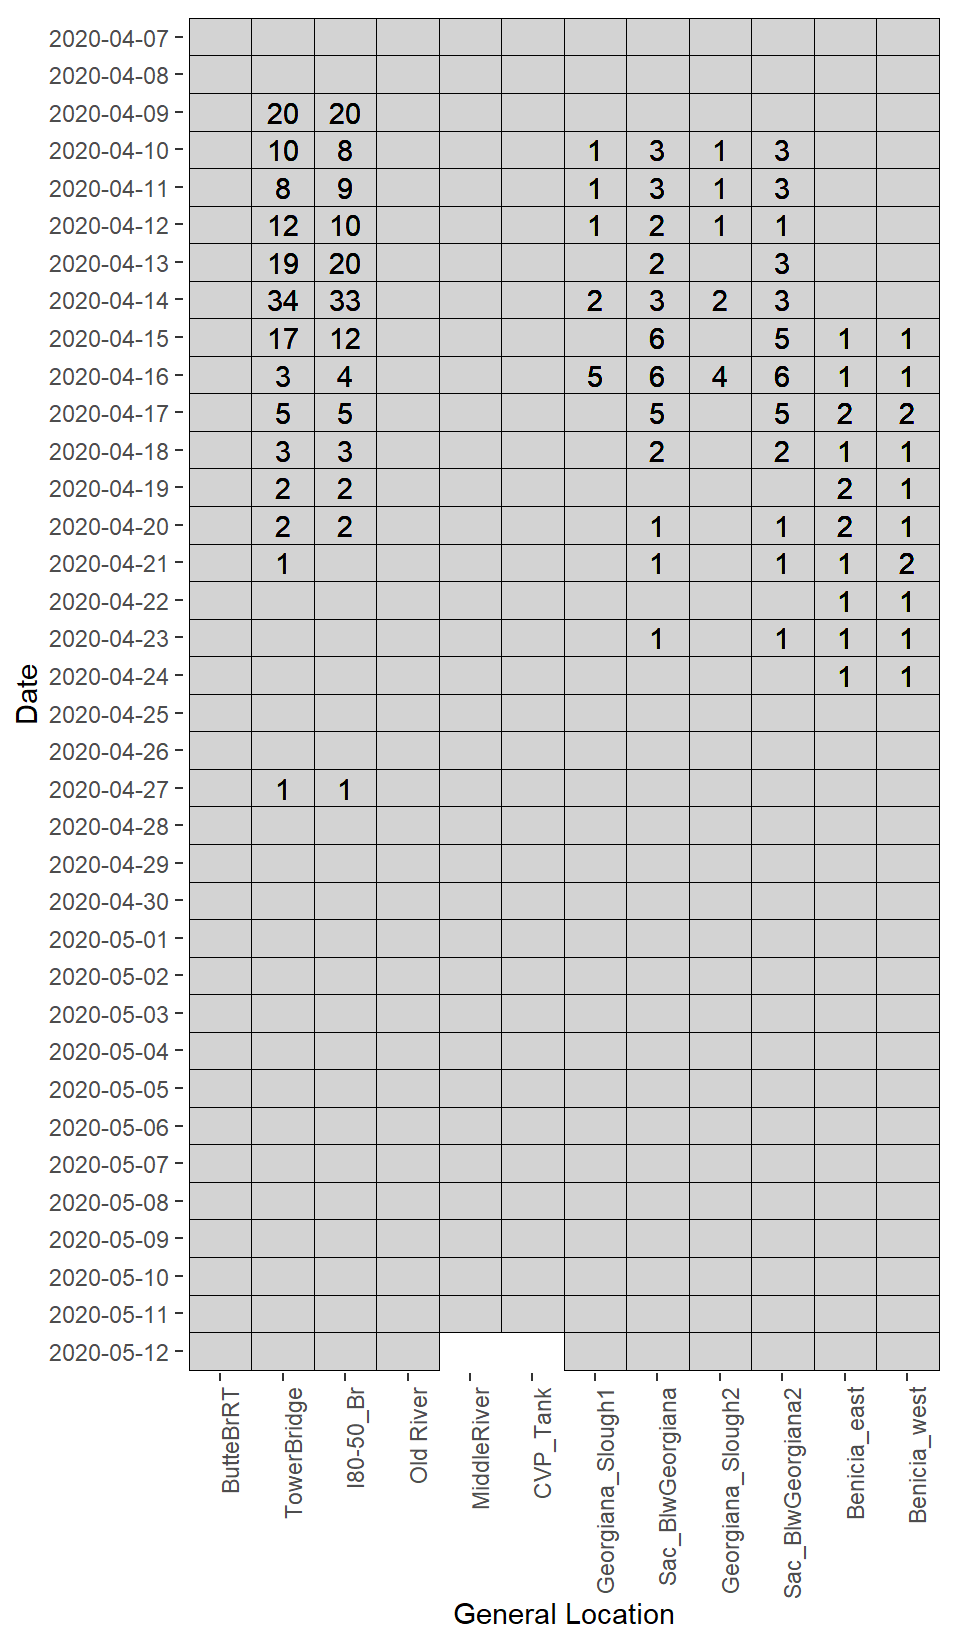 2020-04-07
2020-04-08
2020-04-09 20 20
2020-04-10 10 8 1 3 1 3
2020-04-11 8 9 1 3 1 3
2020-04-12 12 10 1 2 1 1
2020-04-13 19 20 2 3
2020-04-14 34 33 2 3 2 3
2020-04-15 17 12 6 5 1 1
2020-04-16 3 4 5 6 4 6 1 1
2020-04-17 5 5 5 5 2 2
2020-04-18 3 3 2 2 1 1
2020-04-19 2 2 2 1
2020-04-20 2 2 1 1 2 1
2020-04-21 1 1 1 1 2
2020-04-22 1 1
2020-04-23 1 1 1 1
2020-04-24 1 1
2020-04-25
2020-04-26
2020-04-27 1 1
2020-04-28
2020-04-29
2020-04-30
2020-05-01
2020-05-02
2020-05-03
2020-05-04
2020-05-05
2020-05-06
2020-05-07
2020-05-08
2020-05-09
2020-05-10
2020-05-11
2020-05-12
Date
ButteBrRT
TowerBridge
I80-50_Br
Old River
MiddleRiver
CVP_Tank
Georgiana_Slough1
Sac_BlwGeorgiana
Georgiana_Slough2
Sac_BlwGeorgiana2
Benicia_east
Benicia_west
General Location